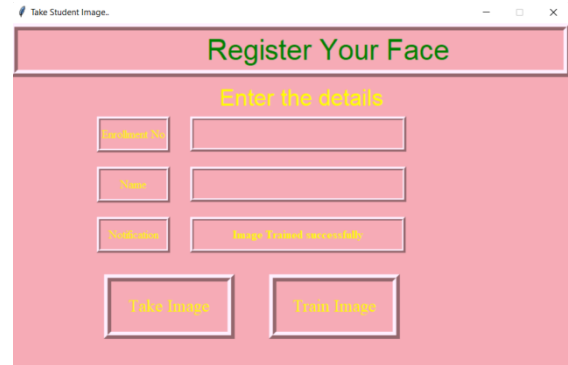 Take Student Image..
Register Your Face
Enter the details
Enrollment No
Name
Notification Image Trained successfully
Take Image Train Image